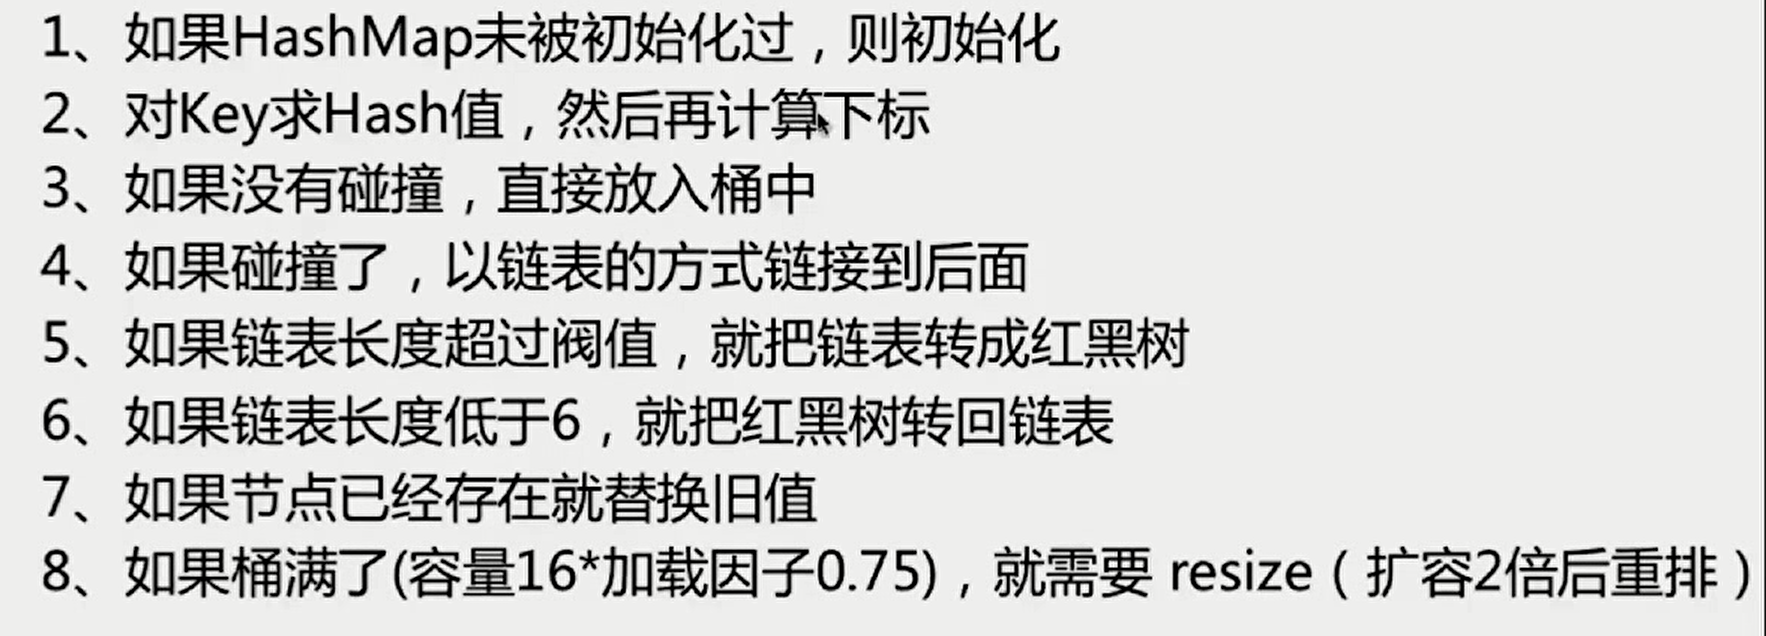 1、如果HashMap未被初始化过，则初始化
2、对Key求Hash值，然后再计算下标
3、如果没有碰撞，直接放入桶中
4、如果碰撞了，以链表的方式链接到后面
5、如果链表长度超过阀值，就把链表转成红黑树
6、如果链表长度低于6，就把红黑树转回链表
7、如果节点已经存在就替换旧值
8、如果桶满了(容量16*加载因子0.75)，就需要 resize（扩容2倍后重排）